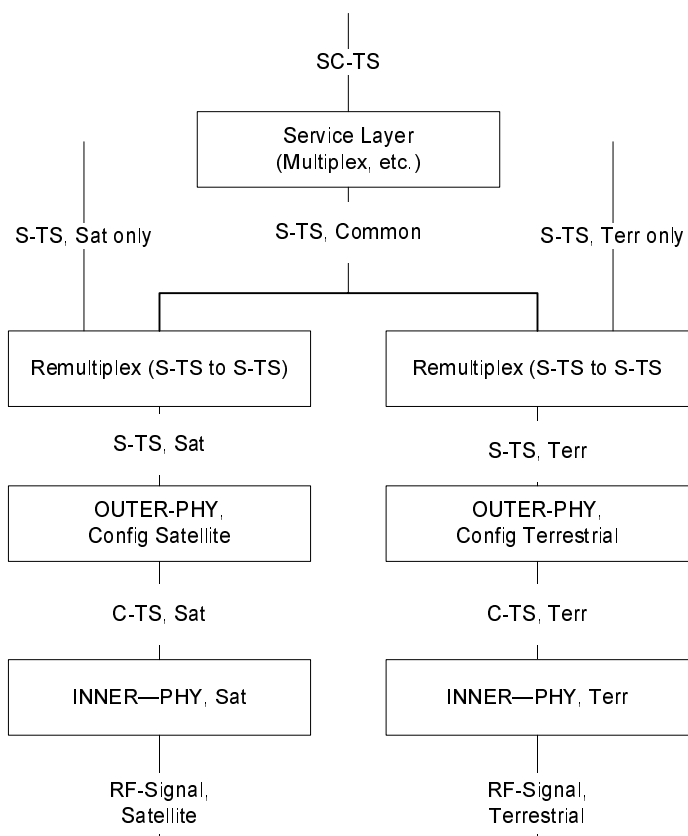 SC-TS
Service Layer
(Multiplex, etc.)
S-TS, Sat only
S-TS, Common
S-TS, Terr only
Remultiplex (S-TS to S-TS)
Remultiplex (S-TS to S-TS
S-TS, Sat
S-TS, Terr
OUTER-PHY,
Config Satellite
OUTER-PHY,
Config Terrestrial
C-TS, Sat
C-TS, Terr
INNER—PHY, Sat
INNER—PHY, Terr
RF-Signal,
Satellite
RF-Signal,
Terrestrial